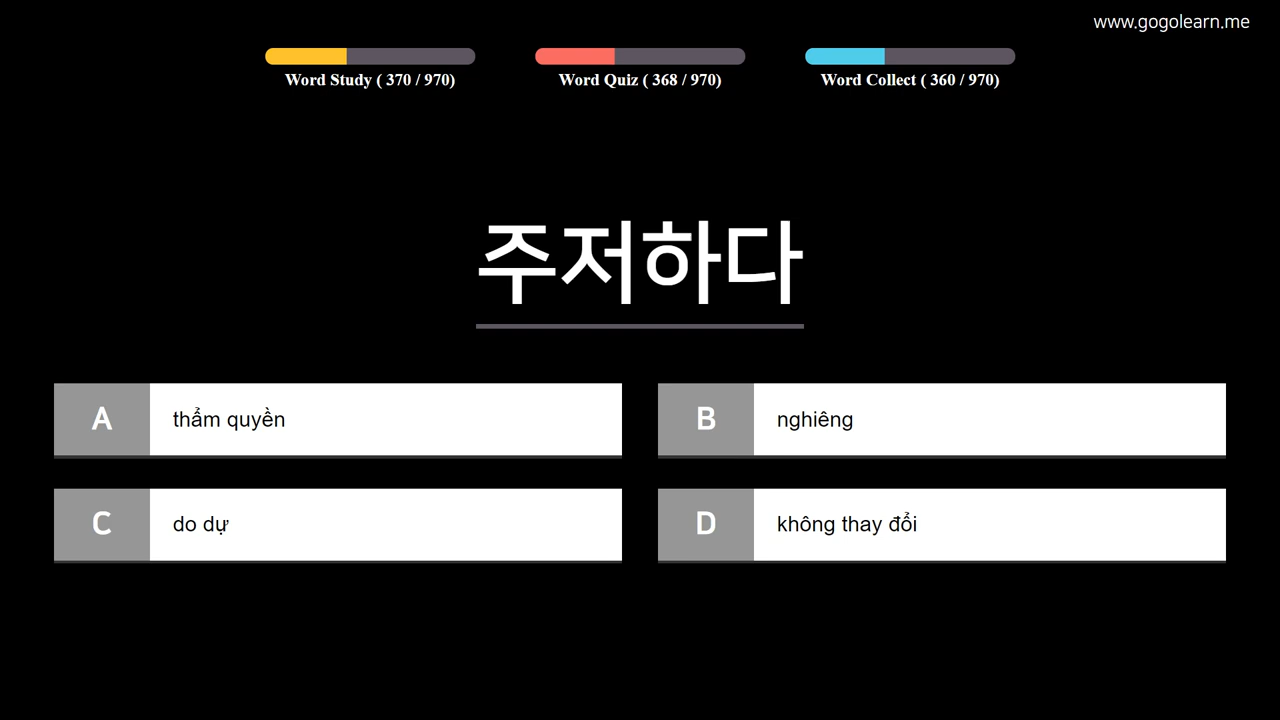 www.gogolearn.me
Word Study ( 370 / 970)
Word Quiz ( 368 / 970)
Word Collect ( 360 / 970)
주저하다
A thẩm quyền
B nghiêng
C do dự
D không thay đổi